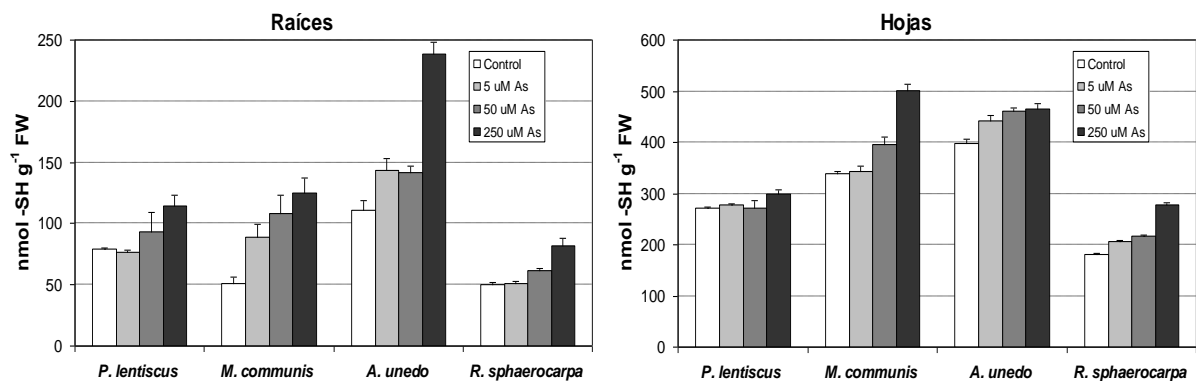 Raíces
nmol -SH g⁻¹ FW
250
200
150
100
50
0
Control
5 uM As
50 uM As
250 uM As
P. lentiscus M. communis A. unedo R. sphaerocarpa
Hojas
nmol -SH g⁻¹ FW
600
500
400
300
200
100
0
Control
5 uM As
50 uM As
250 uM As
P. lentiscus M. communis A. unedo R. sphaerocarpa